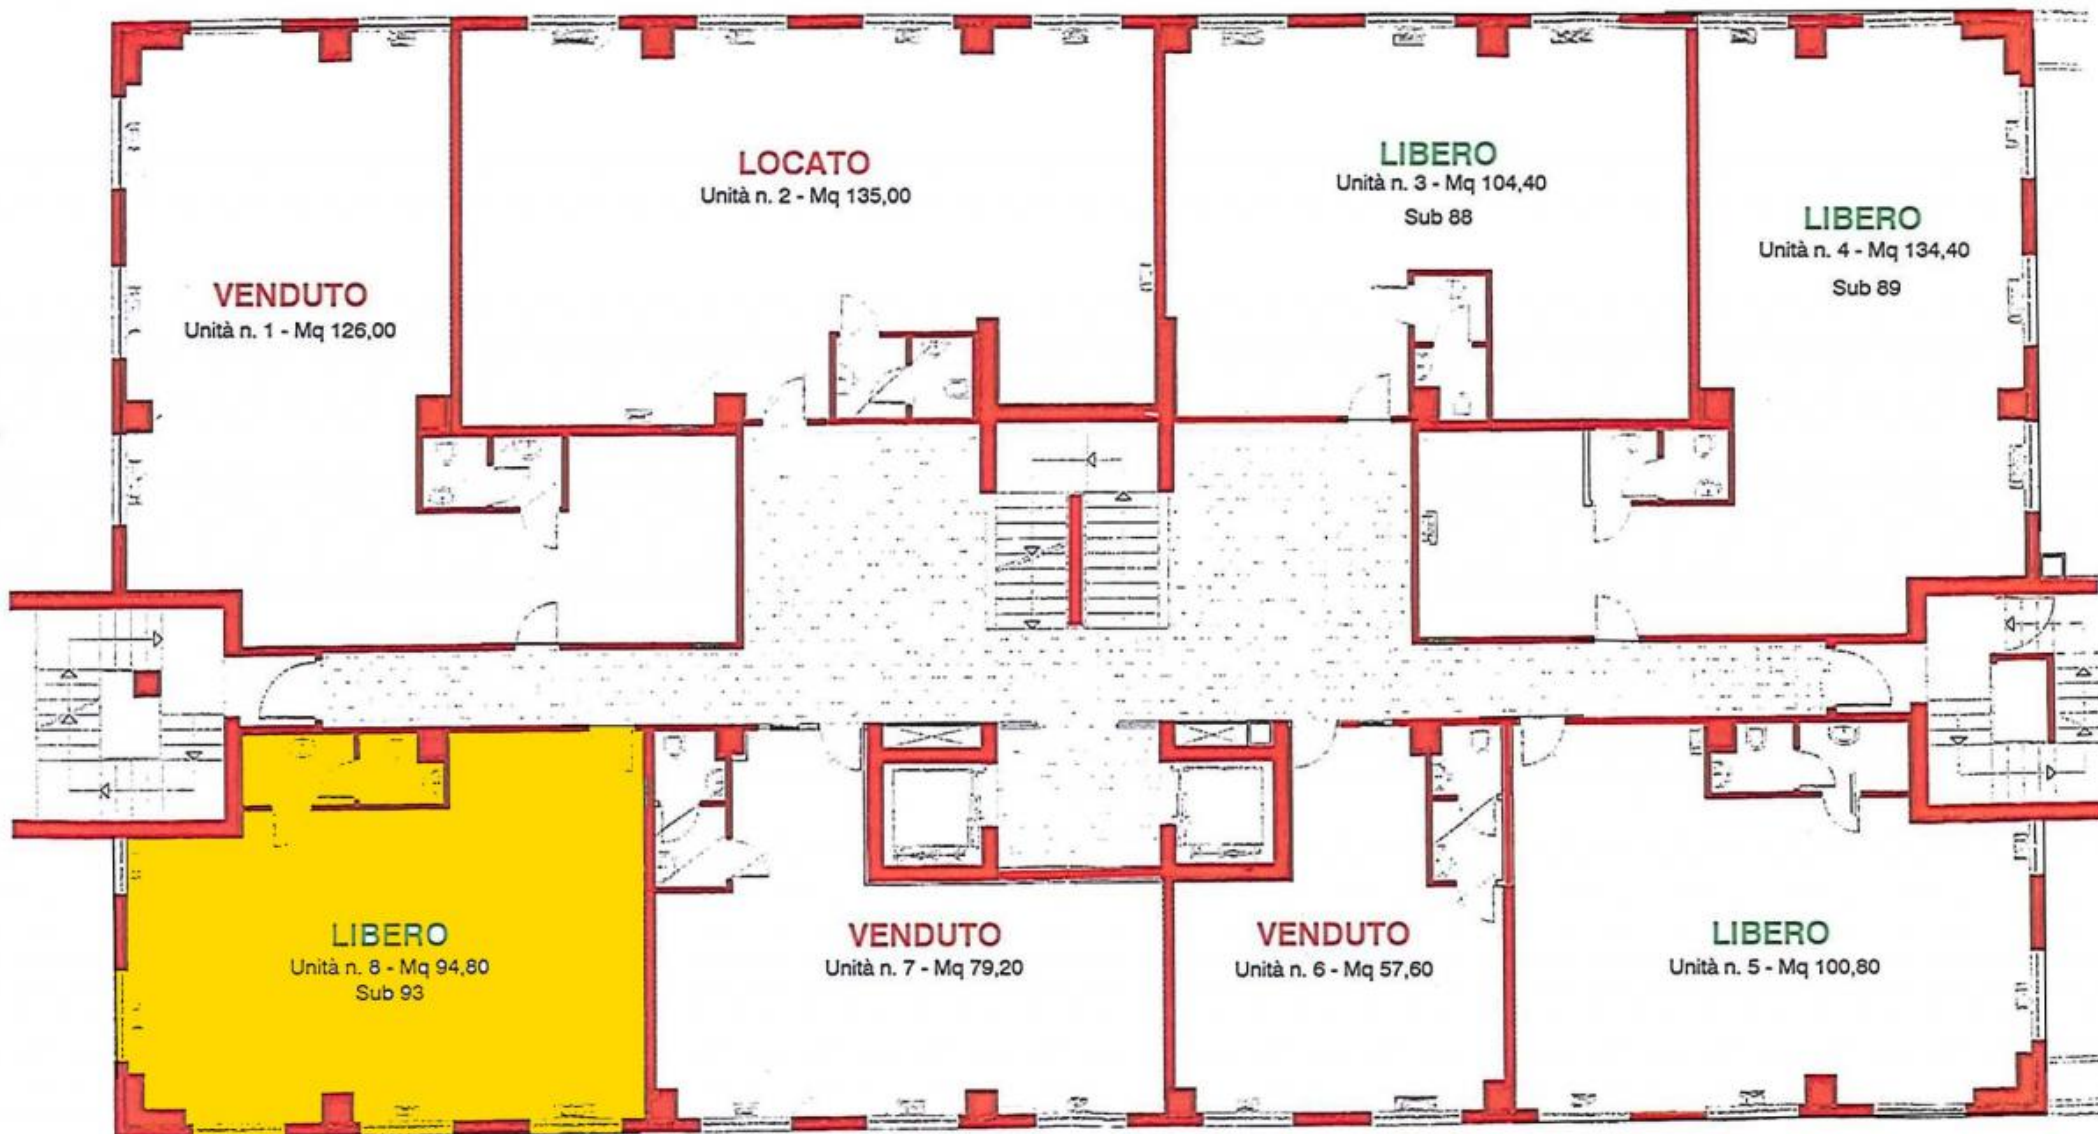 VENDUTO
Unità n. 1 - Mq 126,00
LOCATO
Unità n. 2 - Mq 135,00
LIBERO
Unità n. 3 - Mq 104,40
Sub 88
LIBERO
Unità n. 4 - Mq 134,40
Sub 89
LIBERO
Unità n. 8 - Mq 94,80
Sub 93
VENDUTO
Unità n. 7 - Mq 79,20
VENDUTO
Unità n. 6 - Mq 57,60
LIBERO
Unità n. 5 - Mq 100,80